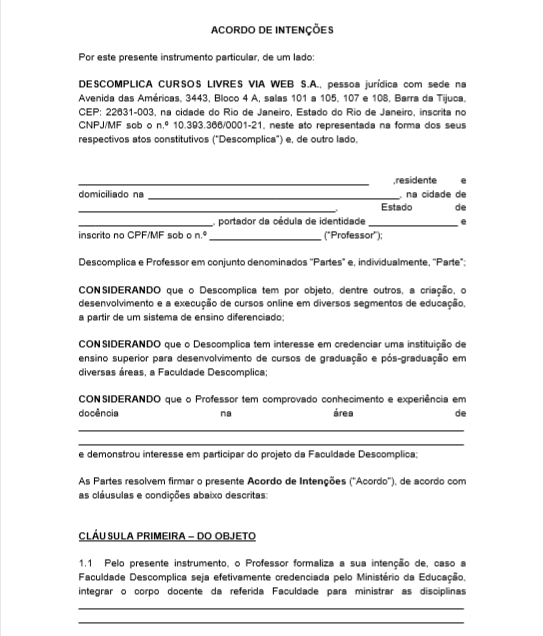 ACORDO DE INTENÇÕES
Por este presente instrumento particular, de um lado:
DESCOMPLICA CURSOS LIVRES VIA WEB S.A., pessoa jurídica com sede na
Avenida das Américas, 3443, Bloco 4 A, salas 101 a 105, 107 e 108, Barra da Tijuca,
CEP: 22631-003, na cidade do Rio de Janeiro, Estado do Rio de Janeiro, inscrita no
CNPJ/MF sob o n.º 10.393.366/0001-21, neste ato representada na forma dos seus
respectivos atos constitutivos ("Descomplica") e, de outro lado,
____________________ ,residente e
domiciliado na ____________________, na cidade de
____________________, Estado de
____________________, portador da cédula de identidade ____________________ e
inscrito no CPF/MF sob o n.º ____________________ ("Professor");
Descomplica e Professor em conjunto denominados "Partes" e, individualmente, "Parte";
CONSIDERANDO que o Descomplica tem por objeto, dentre outros, a criação, o
desenvolvimento e a execução de cursos online em diversos segmentos de educação,
a partir de um sistema de ensino diferenciado;
CONSIDERANDO que o Descomplica tem interesse em credenciar uma instituição de
ensino superior para desenvolvimento de cursos de graduação e pós-graduação em
diversas áreas, a Faculdade Descomplica;
CONSIDERANDO que o Professor tem comprovado conhecimento e experiência em
docência na área de
____________________
____________________
e demonstrou interesse em participar do projeto da Faculdade Descomplica;
As Partes resolvem firmar o presente Acordo de Intenções ("Acordo"), de acordo com
as cláusulas e condições abaixo descritas:
CLÁUSULA PRIMEIRA – DO OBJETO
1.1 Pelo presente instrumento, o Professor formaliza a sua intenção de, caso a
Faculdade Descomplica seja efetivamente credenciada pelo Ministério da Educação,
integrar o corpo docente da referida Faculdade para ministrar as disciplinas
____________________
____________________